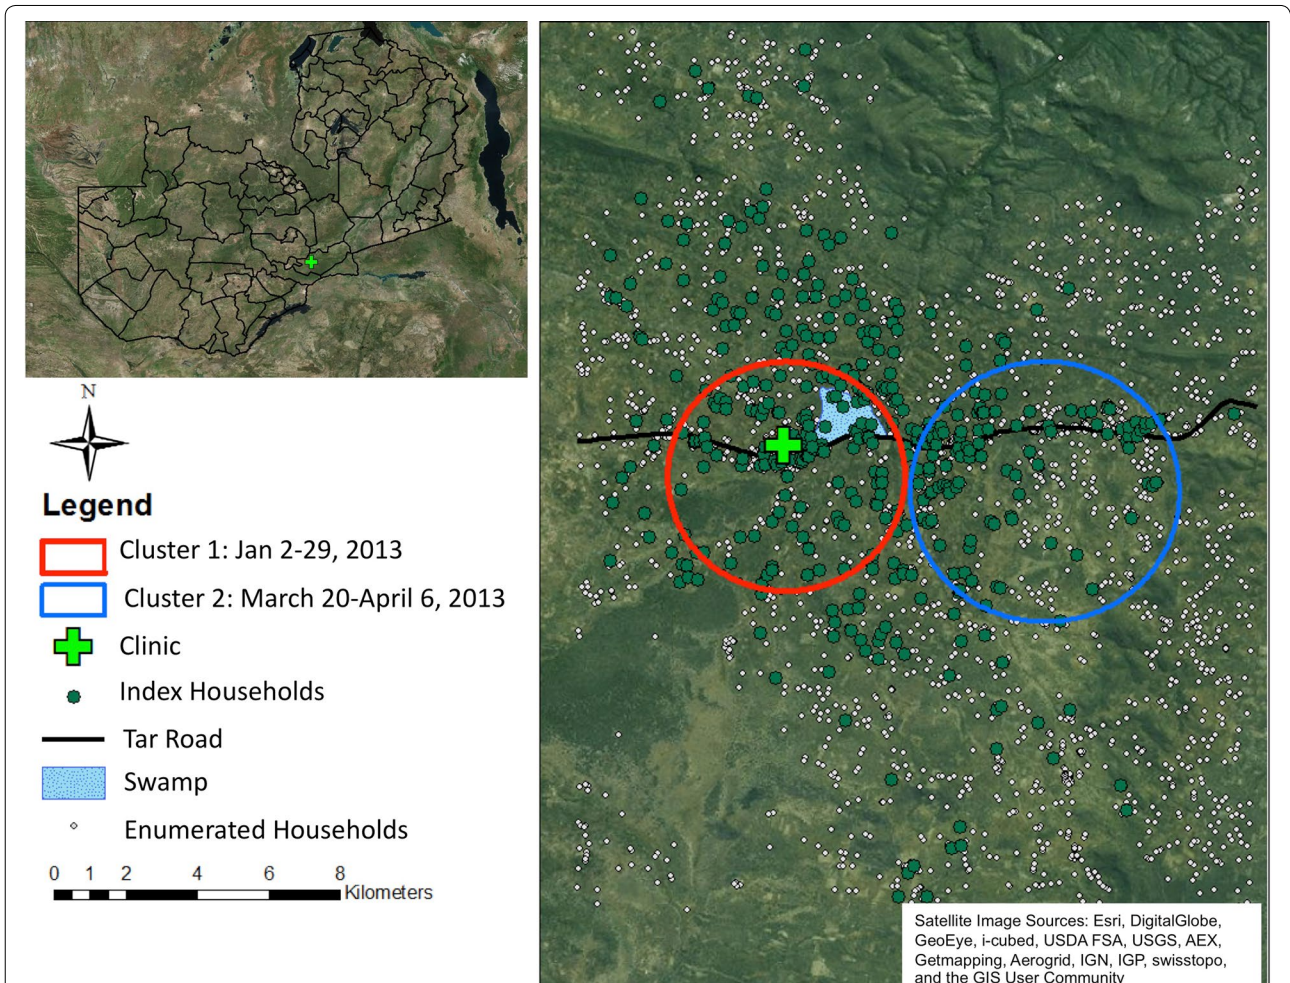 N
Legend
Cluster 1: Jan 2-29, 2013
Cluster 2: March 20-April 6, 2013
Clinic
Index Households
Tar Road
Swamp
Enumerated Households
0 1 2 4 6 8
Kilometers
Satellite Image Sources: Esri, DigitalGlobe,
GeoEye, i-cubed, USDA FSA, USGS, AEX,
Getmapping, Aerogrid, IGN, IGP, swisstopo,
and the GIS User Community